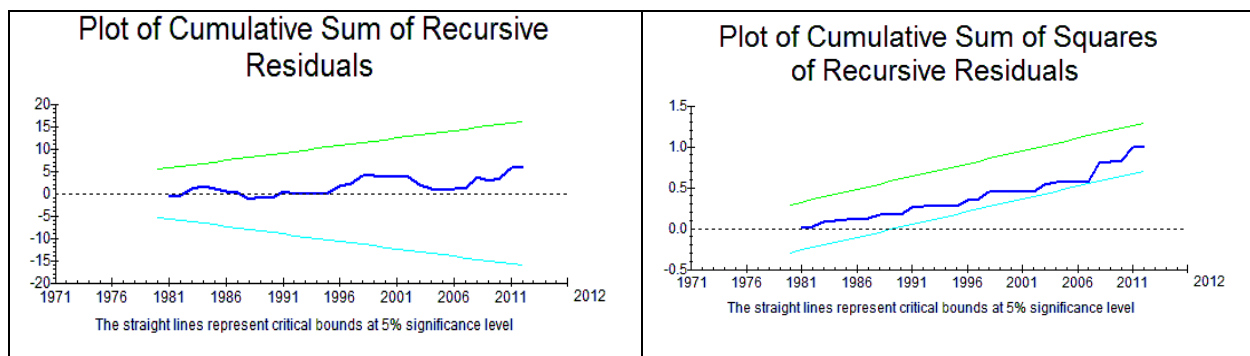 Plot of Cumulative Sum of Recursive
Residuals
20
15
10
5
0
-5
-10
-15
-20
1971 1976 1981 1986 1991 1996 2001 2006 2011 2012
The straight lines represent critical bounds at 5% significance level
Plot of Cumulative Sum of Squares
of Recursive Residuals
1.5
1.0
0.5
0.0
-0.5
1971 1976 1981 1986 1991 1996 2001 2006 2011 2012
The straight lines represent critical bounds at 5% significance level